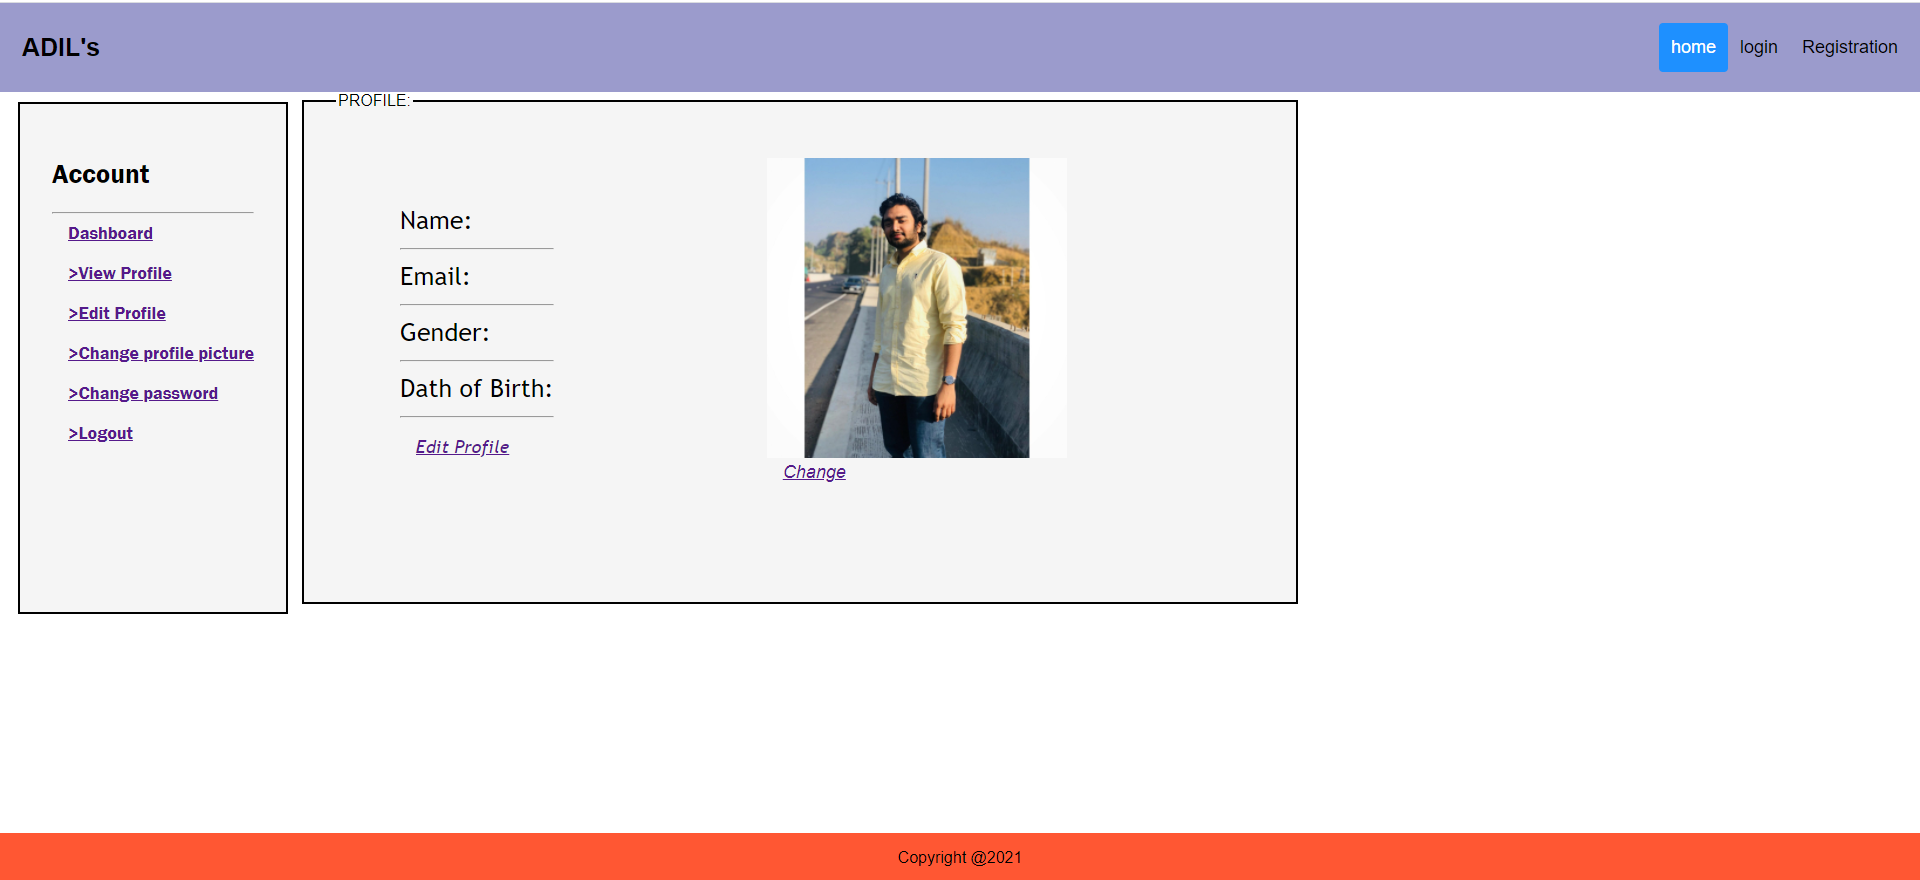 ADIL's
home login Registration
Account
Dashboard
>View Profile
>Edit Profile
>Change profile picture
>Change password
>Logout
PROFILE:
Name:
Email:
Gender:
Dath of Birth:
Edit Profile
Change
Copyright @2021